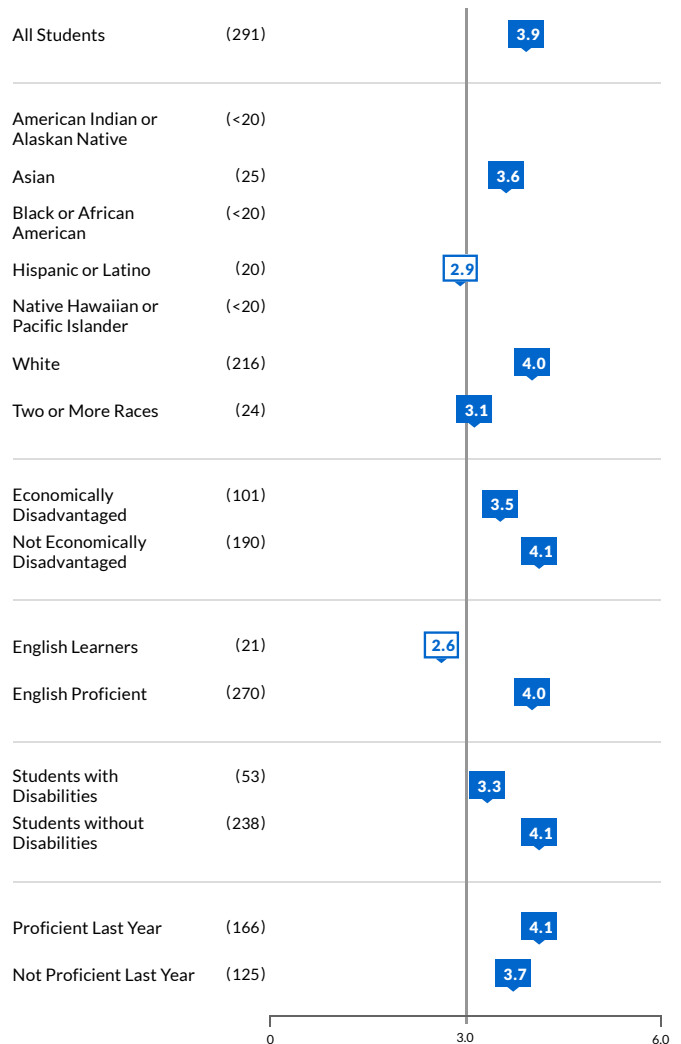 All Students (291) 3.9
American Indian or (<20)
Alaskan Native
Asian (25) 3.6
Black or African (<20)
American
Hispanic or Latino (20) 2.9
Native Hawaiian or (<20)
Pacific Islander
White (216) 4.0
Two or More Races (24) 3.1
Economically (101) 3.5
Disadvantaged
Not Economically (190) 4.1
Disadvantaged
English Learners (21) 2.6
English Proficient (270) 4.0
Students with (53) 3.3
Disabilities
Students without (238) 4.1
Disabilities
Proficient Last Year (166) 4.1
Not Proficient Last Year (125) 3.7
0 3.0 6.0